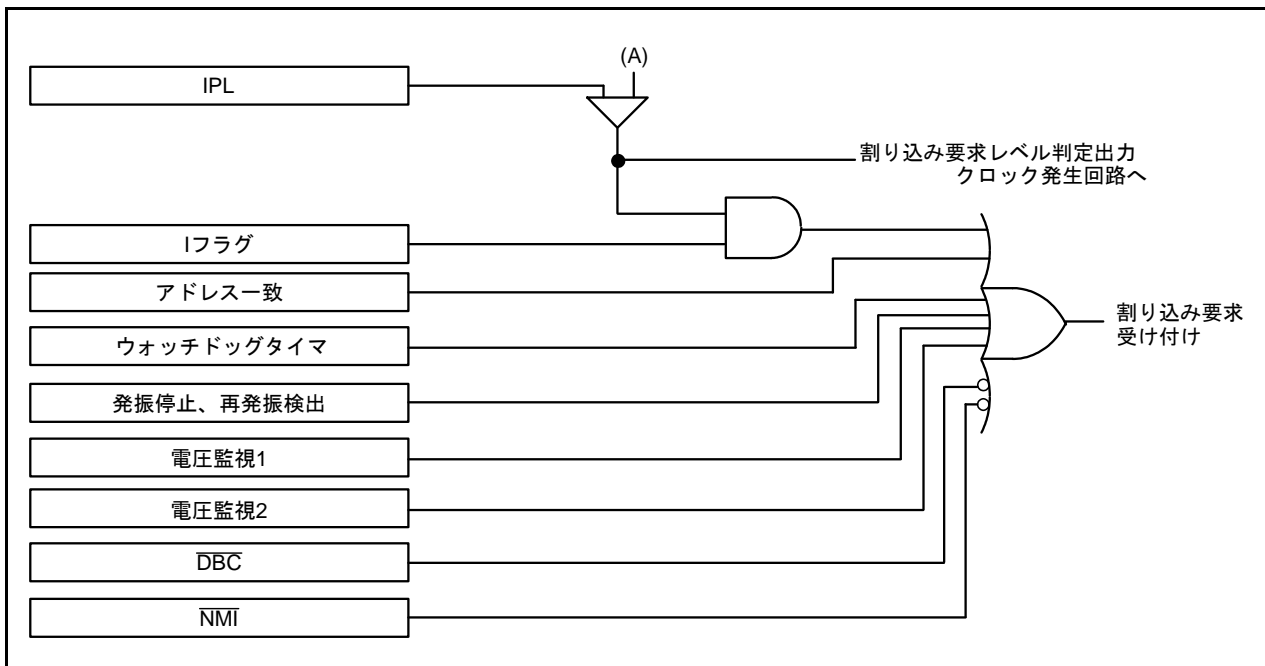 (A)
IPL
割り込み要求レベル判定出力
クロック発生回路へ
Iフラグ
アドレス一致
ウォッチドッグタイマ
割り込み要求
受け付け
発振停止、再発振検出
電圧監視1
電圧監視2
DBC
NMI